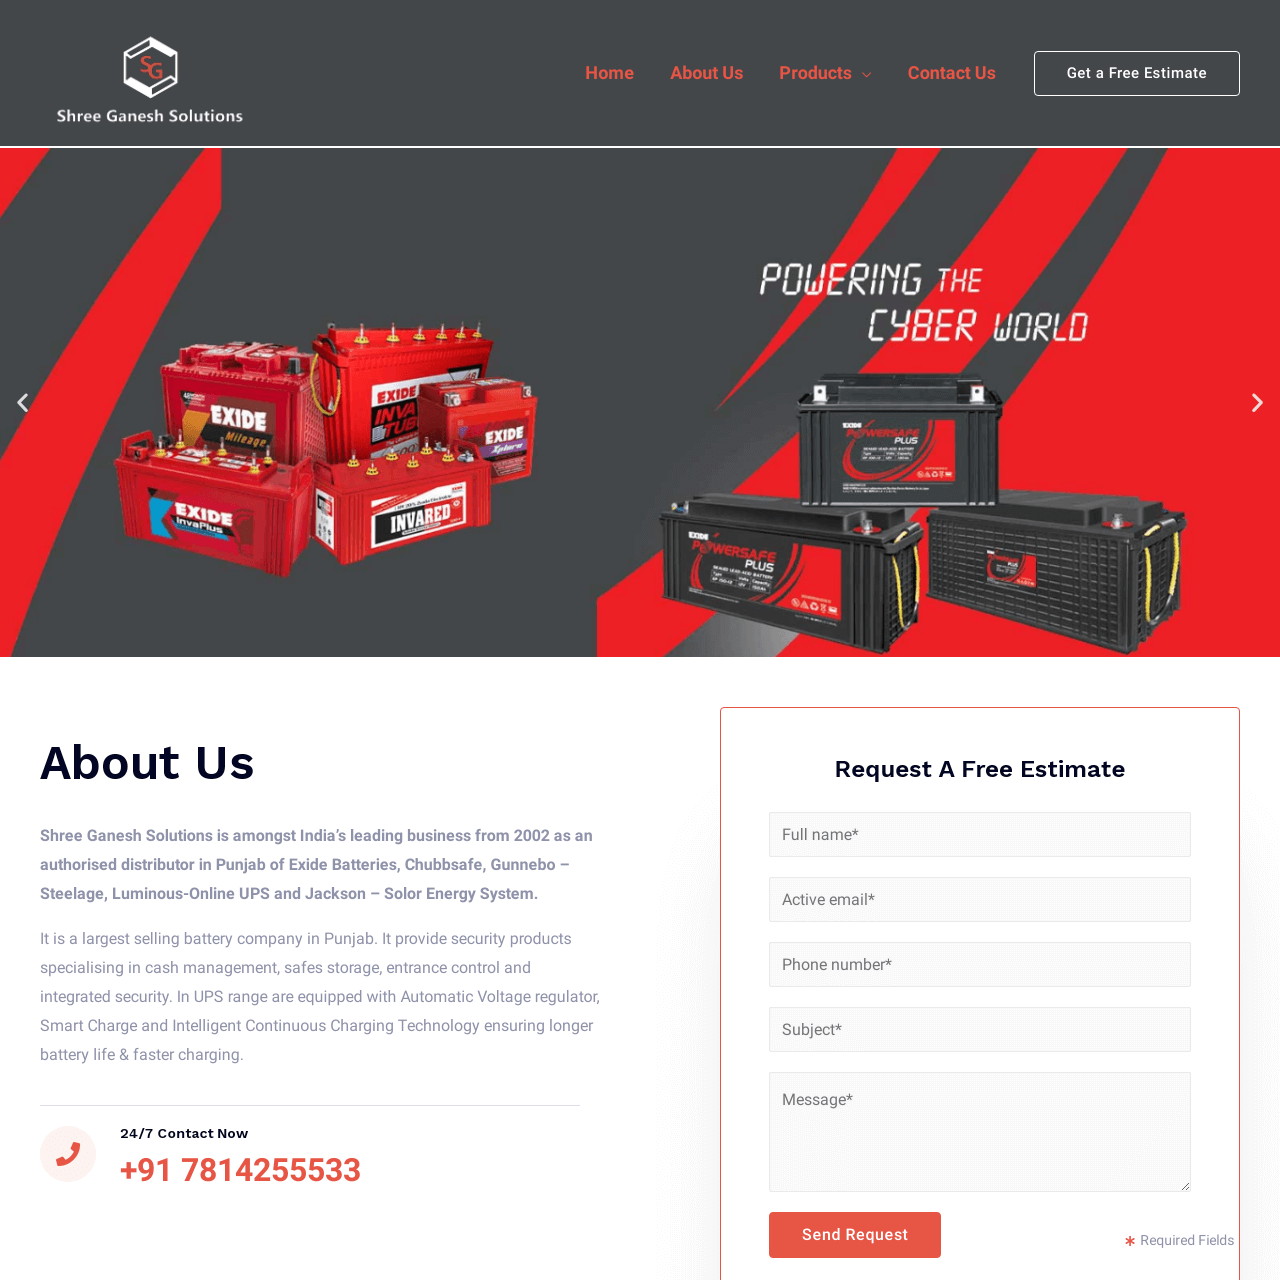 SG
Shree Ganesh Solutions
Home
About Us
Products
Contact Us
Get a Free Estimate
POWERING THE
CYBER WORLD
EXIDE
Mileage
EXIDE
INVA
TUB
EXIDE
Xplore
EXIDE
InvaPlus
EXIDE
INVARED
EXIDE
POWERSAFE
PLUS
EXIDE
POWERSAFE
PLUS
EXIDE
PLUS
About Us
Shree Ganesh Solutions is amongst India’s leading business from 2002 as an
authorised distributor in Punjab of Exide Batteries, Chubbsafe, Gunnebo –
Steelage, Luminous-Online UPS and Jackson – Solor Energy System.
It is a largest selling battery company in Punjab. It provide security products
specialising in cash management, safes storage, entrance control and
integrated security. In UPS range are equipped with Automatic Voltage regulator,
Smart Charge and Intelligent Continuous Charging Technology ensuring longer
battery life & faster charging.
24/7 Contact Now
+91 7814255533
Request A Free Estimate
Full name*
Active email*
Phone number*
Subject*
Message*
Send Request
* Required Fields